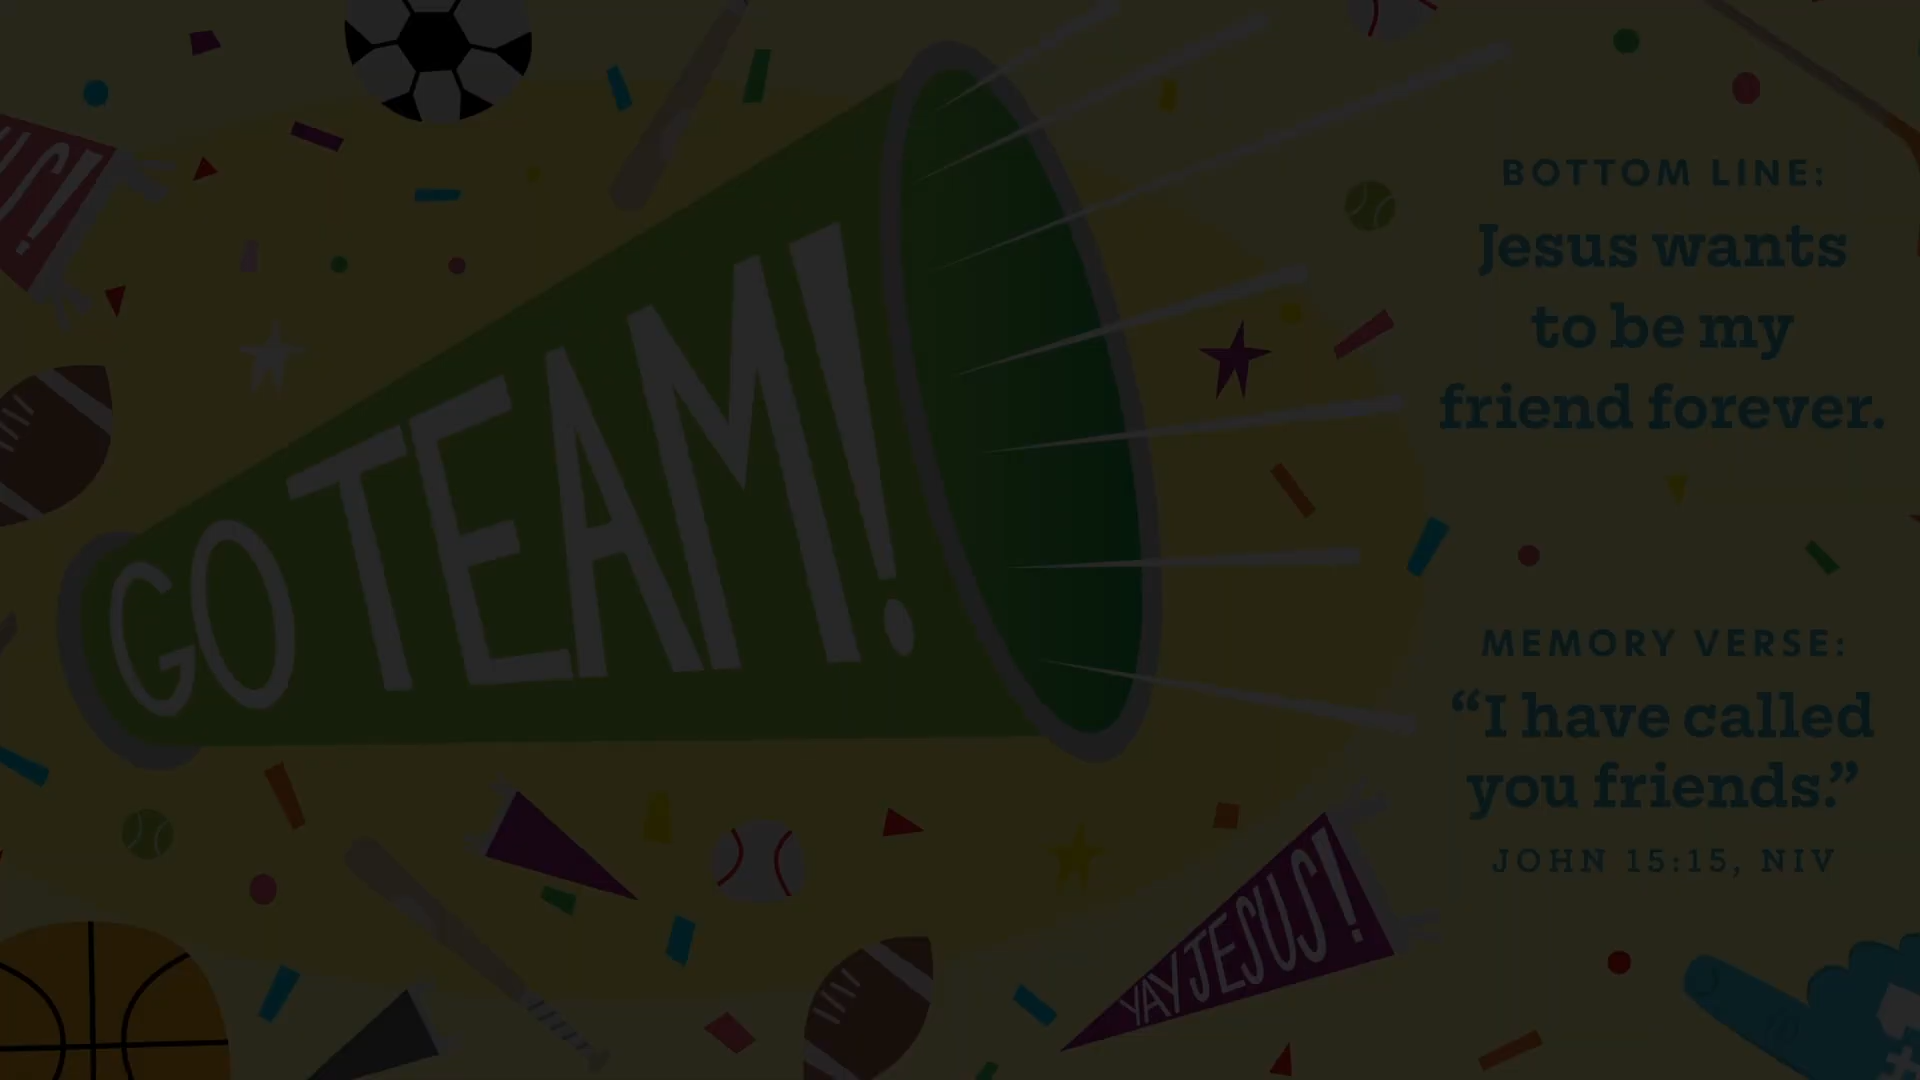 GO TEAM!
BOTTOM LINE:
Jesus wants
to be my
friend forever.
MEMORY VERSE:
“I have called
you friends.”
JOHN 15:15, NIV
YAY JESUS!